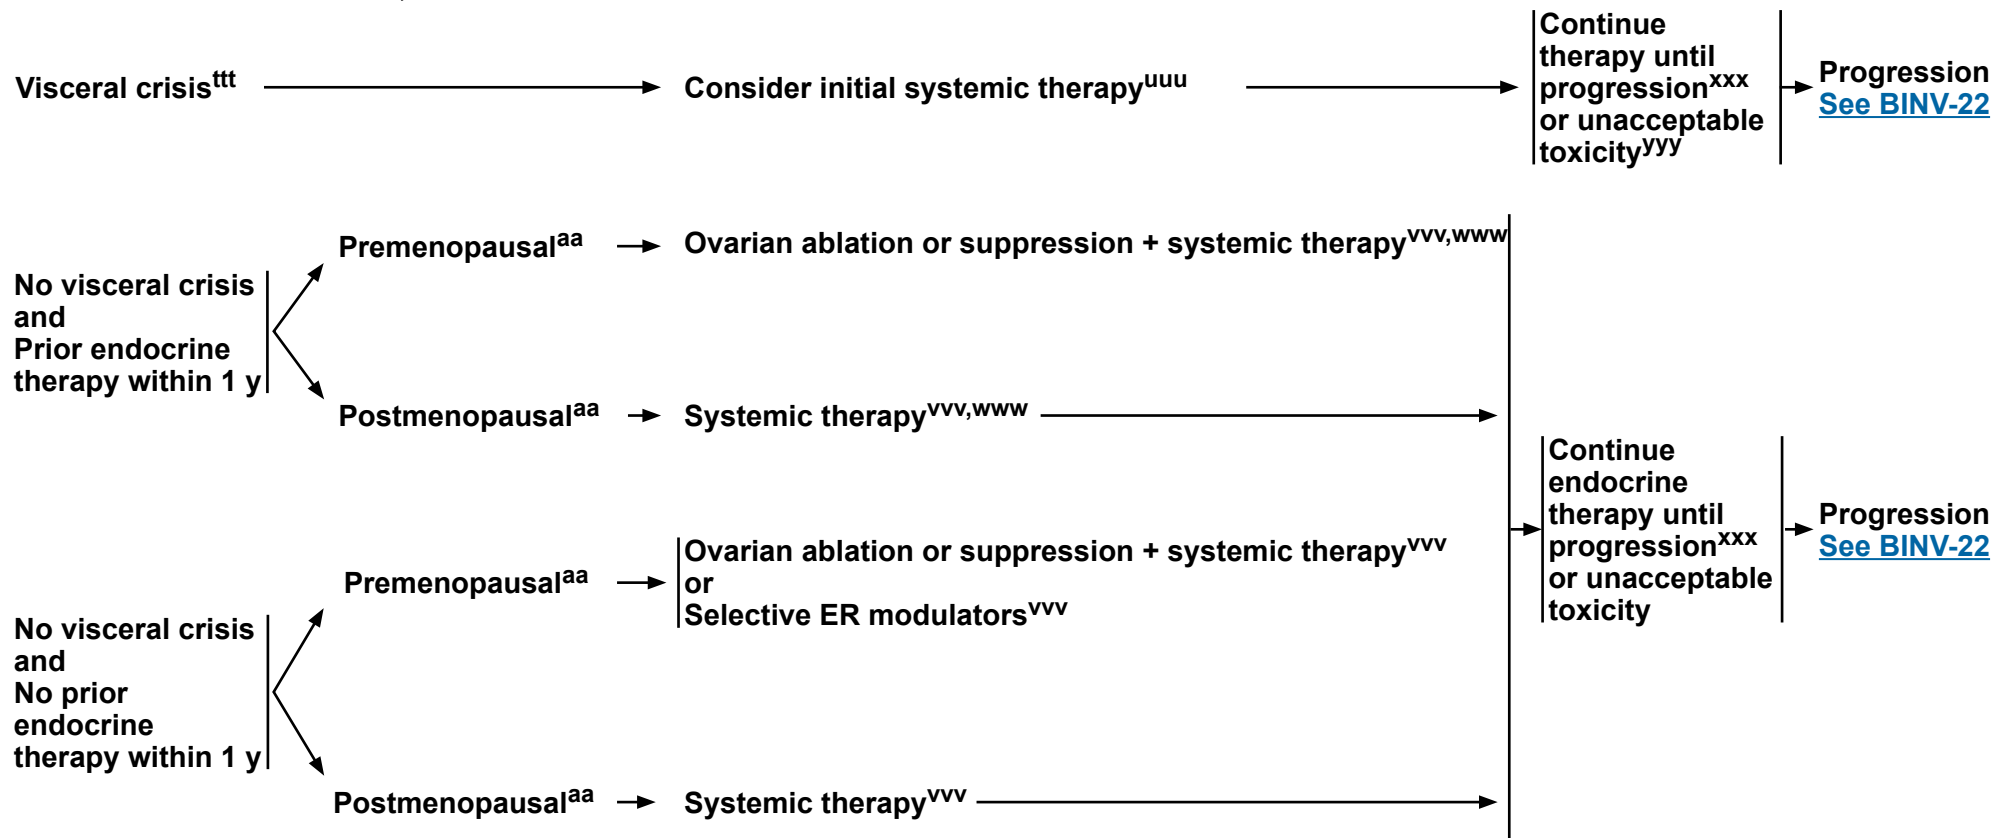 Visceral crisisttt
Consider initial systemic therapyuuu
Continue
therapy until
progressionxxx
or unacceptable
toxicityyyy
Progression
See BINV-22
No visceral crisis
and
Prior endocrine
therapy within 1 y
Premenopausalaa
Ovarian ablation or suppression + systemic therapyvvv,www
Postmenopausalaa
Systemic therapyvvv,www
No visceral crisis
and
No prior
endocrine
therapy within 1 y
Premenopausalaa
Ovarian ablation or suppression + systemic therapyvvv
or
Selective ER modulatorsvvv
Postmenopausalaa
Systemic therapyvvv
Continue
endocrine
therapy until
progressionxxx
or unacceptable
toxicity
Progression
See BINV-22